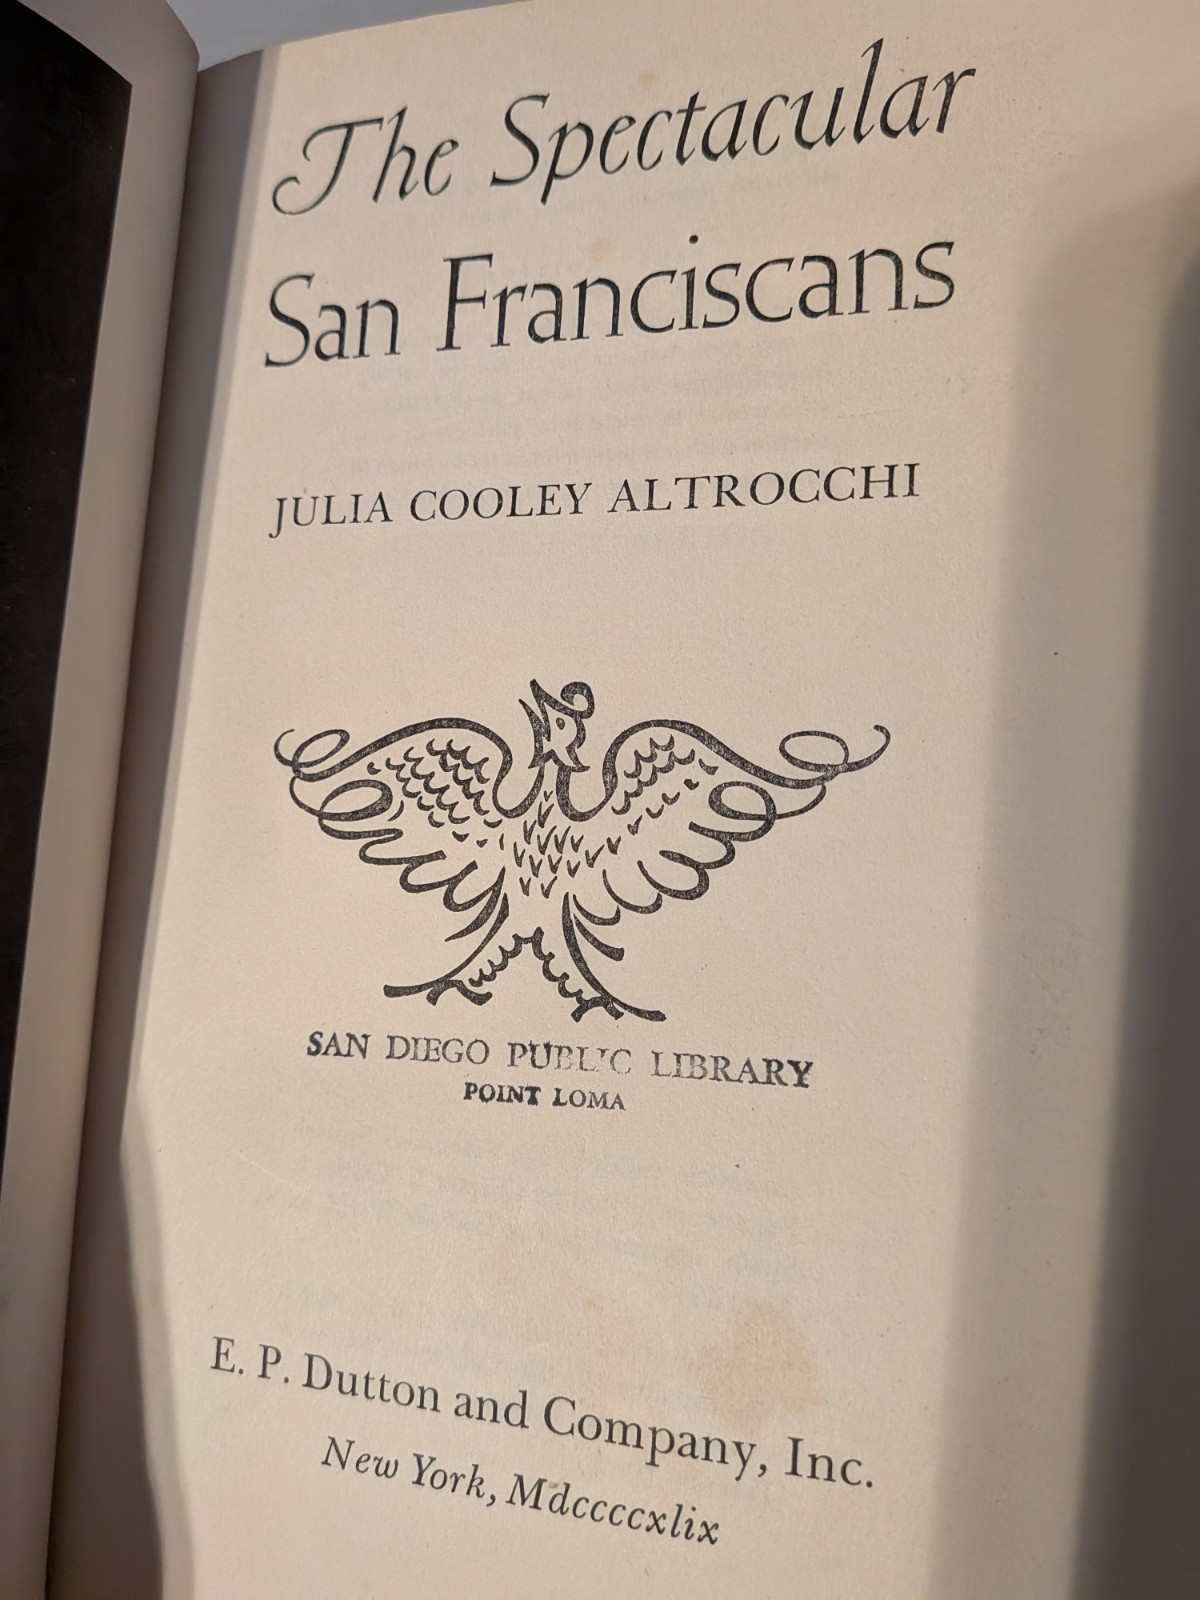 The Spectacular
San Franciscans
JULIA COOLEY ALTROCCHI
SAN DIEGO PUBLIC LIBRARY
POINT LOMA
E. P. Dutton and Company, Inc.
New York, Mdccccxlix